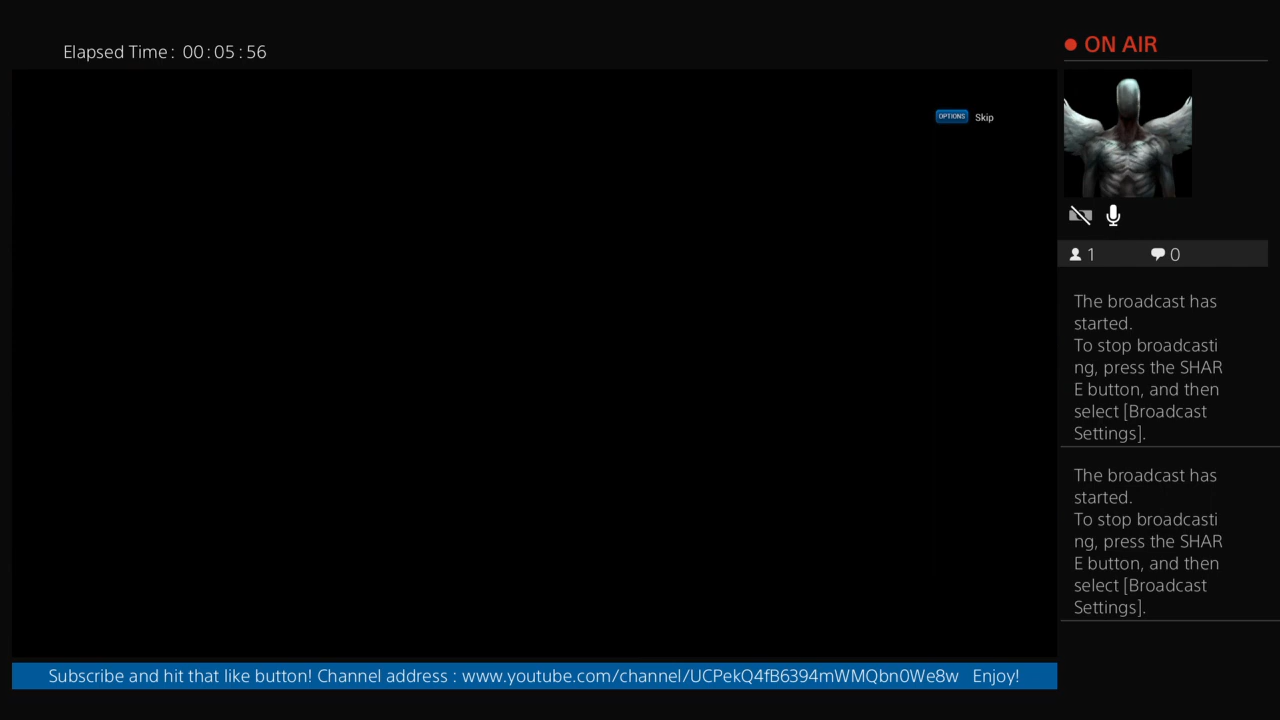 Elapsed Time: 00:05:56
ON AIR
OPTIONS Skip
1 0
The broadcast has
started.
To stop broadcasti
ng, press the SHAR
E button, and then
select [Broadcast
Settings].
The broadcast has
started.
To stop broadcasti
ng, press the SHAR
E button, and then
select [Broadcast
Settings].
Subscribe and hit that like button! Channel address : www.youtube.com/channel/UCPekQ4fB6394mWMQbn0We8w Enjoy!